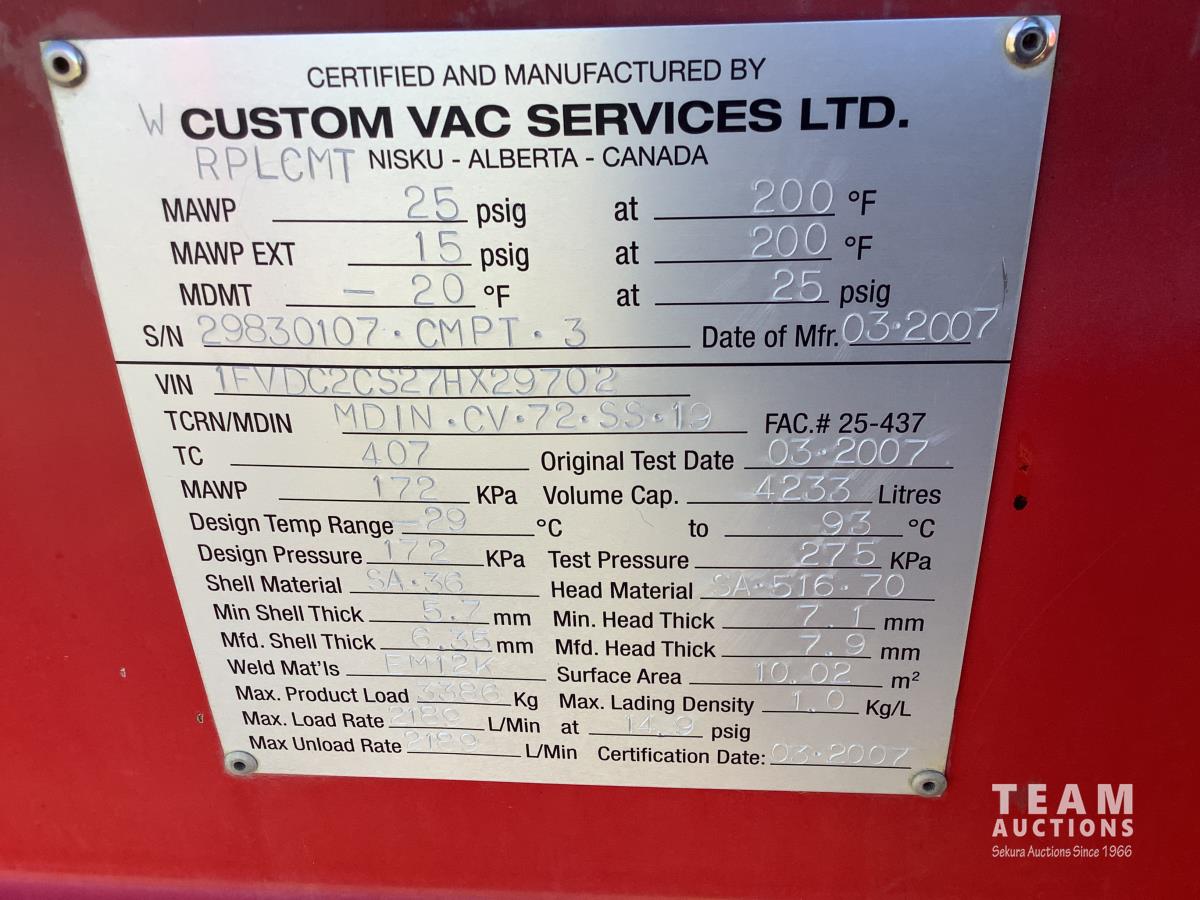 CERTIFIED AND MANUFACTURED BY
W CUSTOM VAC SERVICES LTD.
RPLCMT NISKU - ALBERTA - CANADA
MAWP 25 psig at 200 °F
MAWP EXT 15 psig at 200 °F
MDMT - 20 °F at 25 psig
S/N 29830107·CMPT·3 Date of Mfr. 03·2007
VIN 1FVDC2CS27HX29702
TCRN/MDIN MDIN·CV·72·SS·19 FAC.# 25-437
TC 407 Original Test Date 03·2007
MAWP 172 KPa Volume Cap. 4233 Litres
Design Temp Range -29 °C to 93 °C
Design Pressure 172 KPa Test Pressure 275 KPa
Shell Material SA·36 Head Material SA·516·70
Min Shell Thick 5.7 mm Min. Head Thick 7.1 mm
Mfd. Shell Thick 6.35 mm Mfd. Head Thick 7.9 mm
Weld Mat'ls EM12K Surface Area 10.02 m²
Max. Product Load 3386 Kg Max. Lading Density 1.0 Kg/L
Max. Load Rate 2189 L/Min at 14.9 psig
Max Unload Rate 2189 L/Min Certification Date: 03·2007
TEAM
AUCTIONS
Sekura Auctions Since 1966